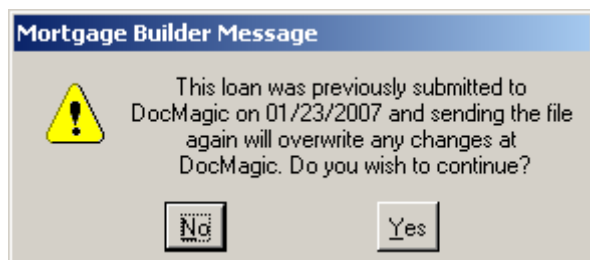 Mortgage Builder Message
This loan was previously submitted to
DocMagic on 01/23/2007 and sending the file
again will overwrite any changes at
DocMagic. Do you wish to continue?
No Yes